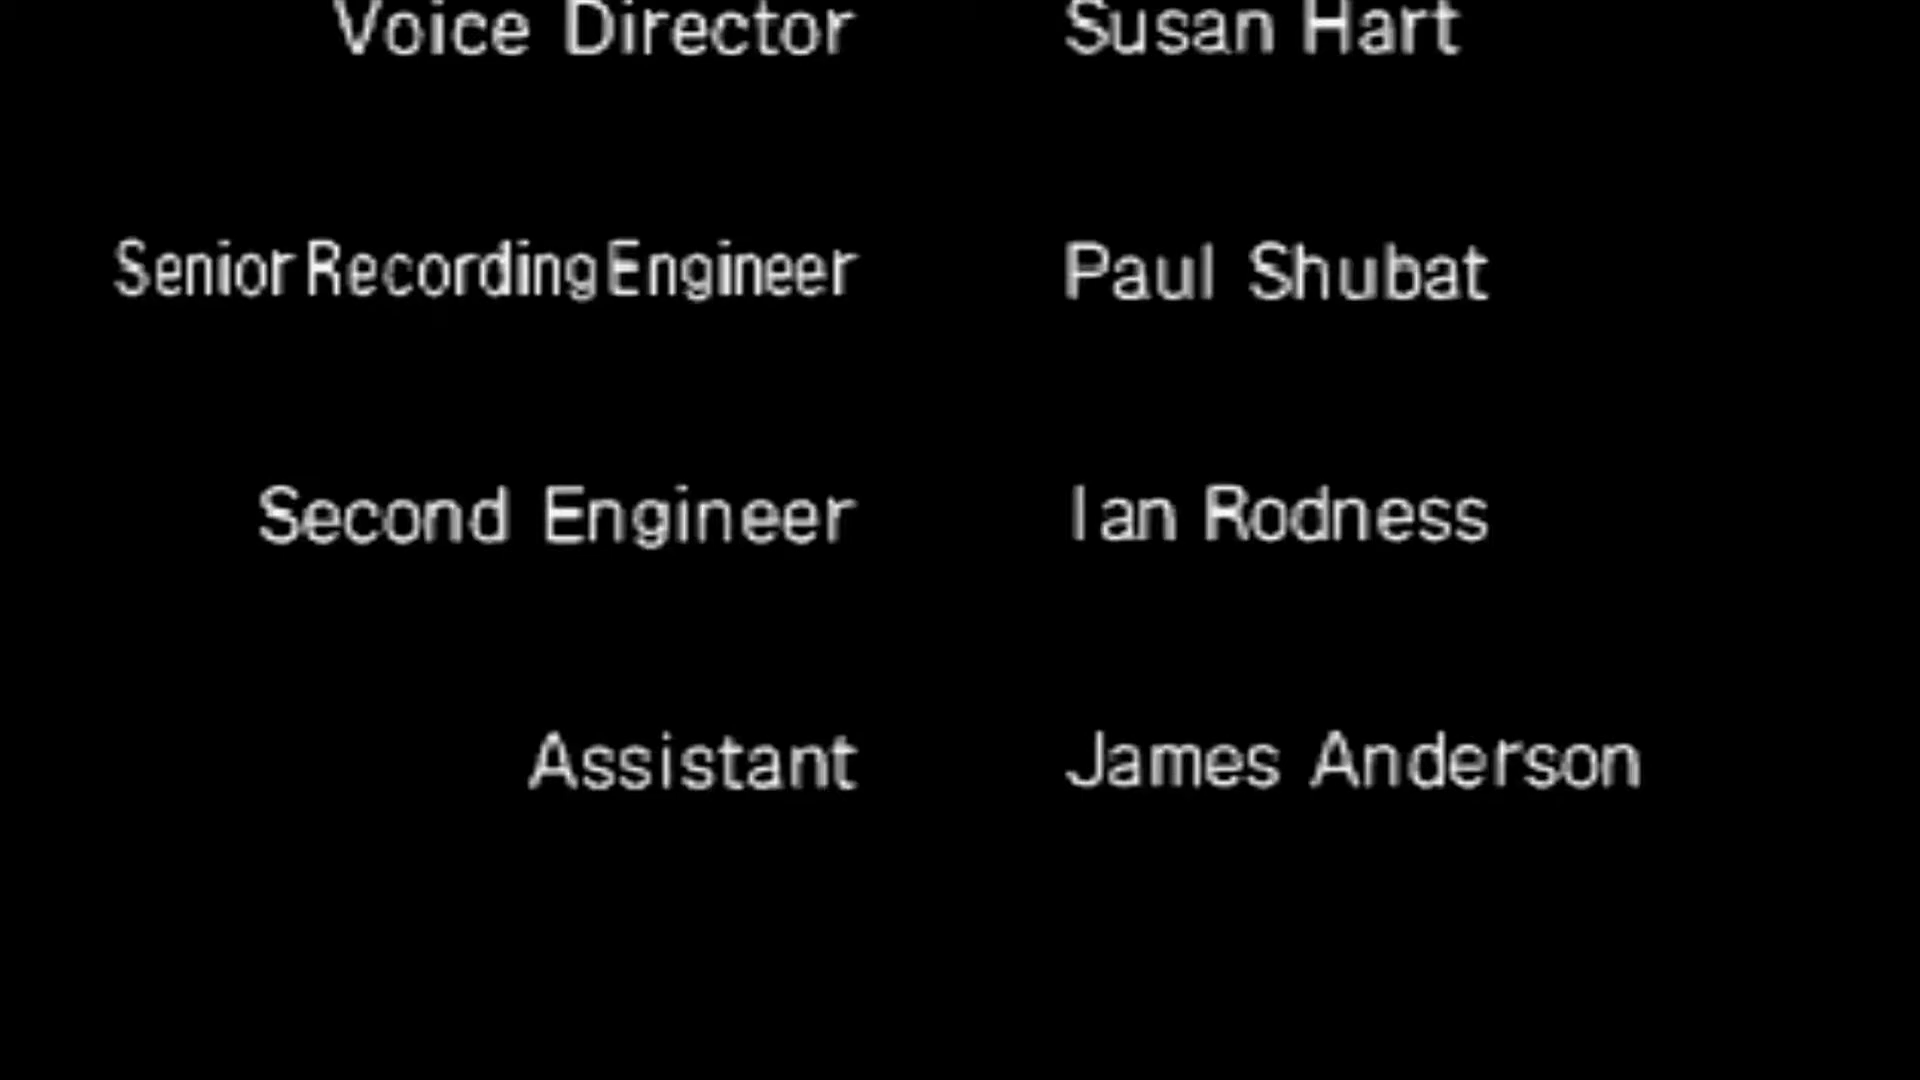 Voice Director Susan Hart
Senior Recording Engineer Paul Shubat
Second Engineer Ian Rodness
Assistant James Anderson